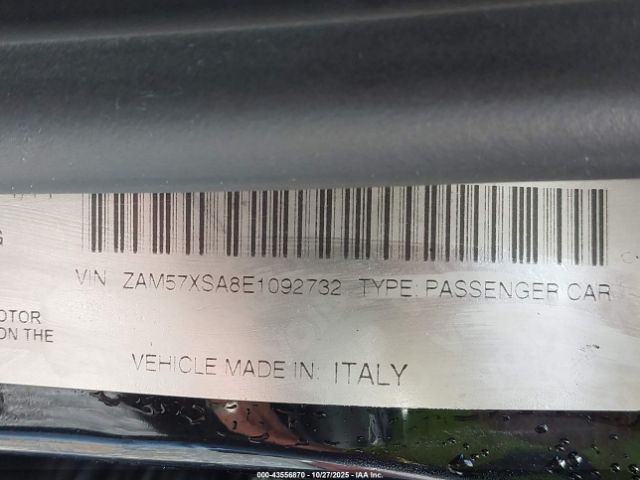 VIN: ZAM57XSA8E1092732 TYPE: PASSENGER CAR
OTOR
ON THE
VEHICLE MADE IN: ITALY
000-43556870 - 10/27/2025 - IAA Inc.